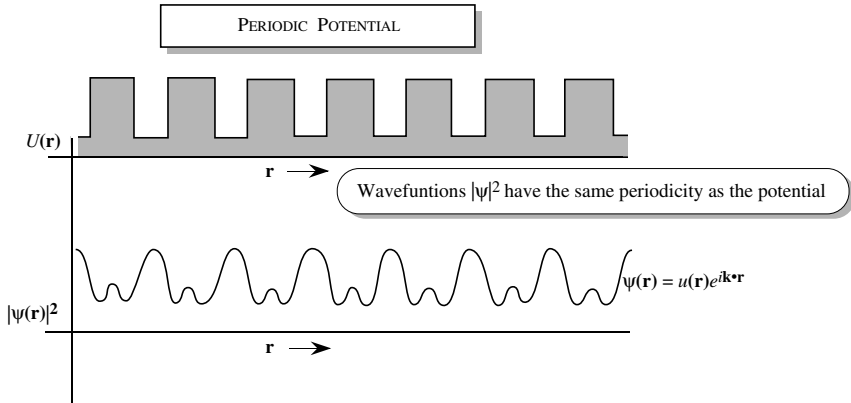 PERIODIC POTENTIAL
U(r)
r
Wavefuntions |ψ|² have the same periodicity as the potential
ψ(r) = u(r)e^{ik•r}
|ψ(r)|²
r